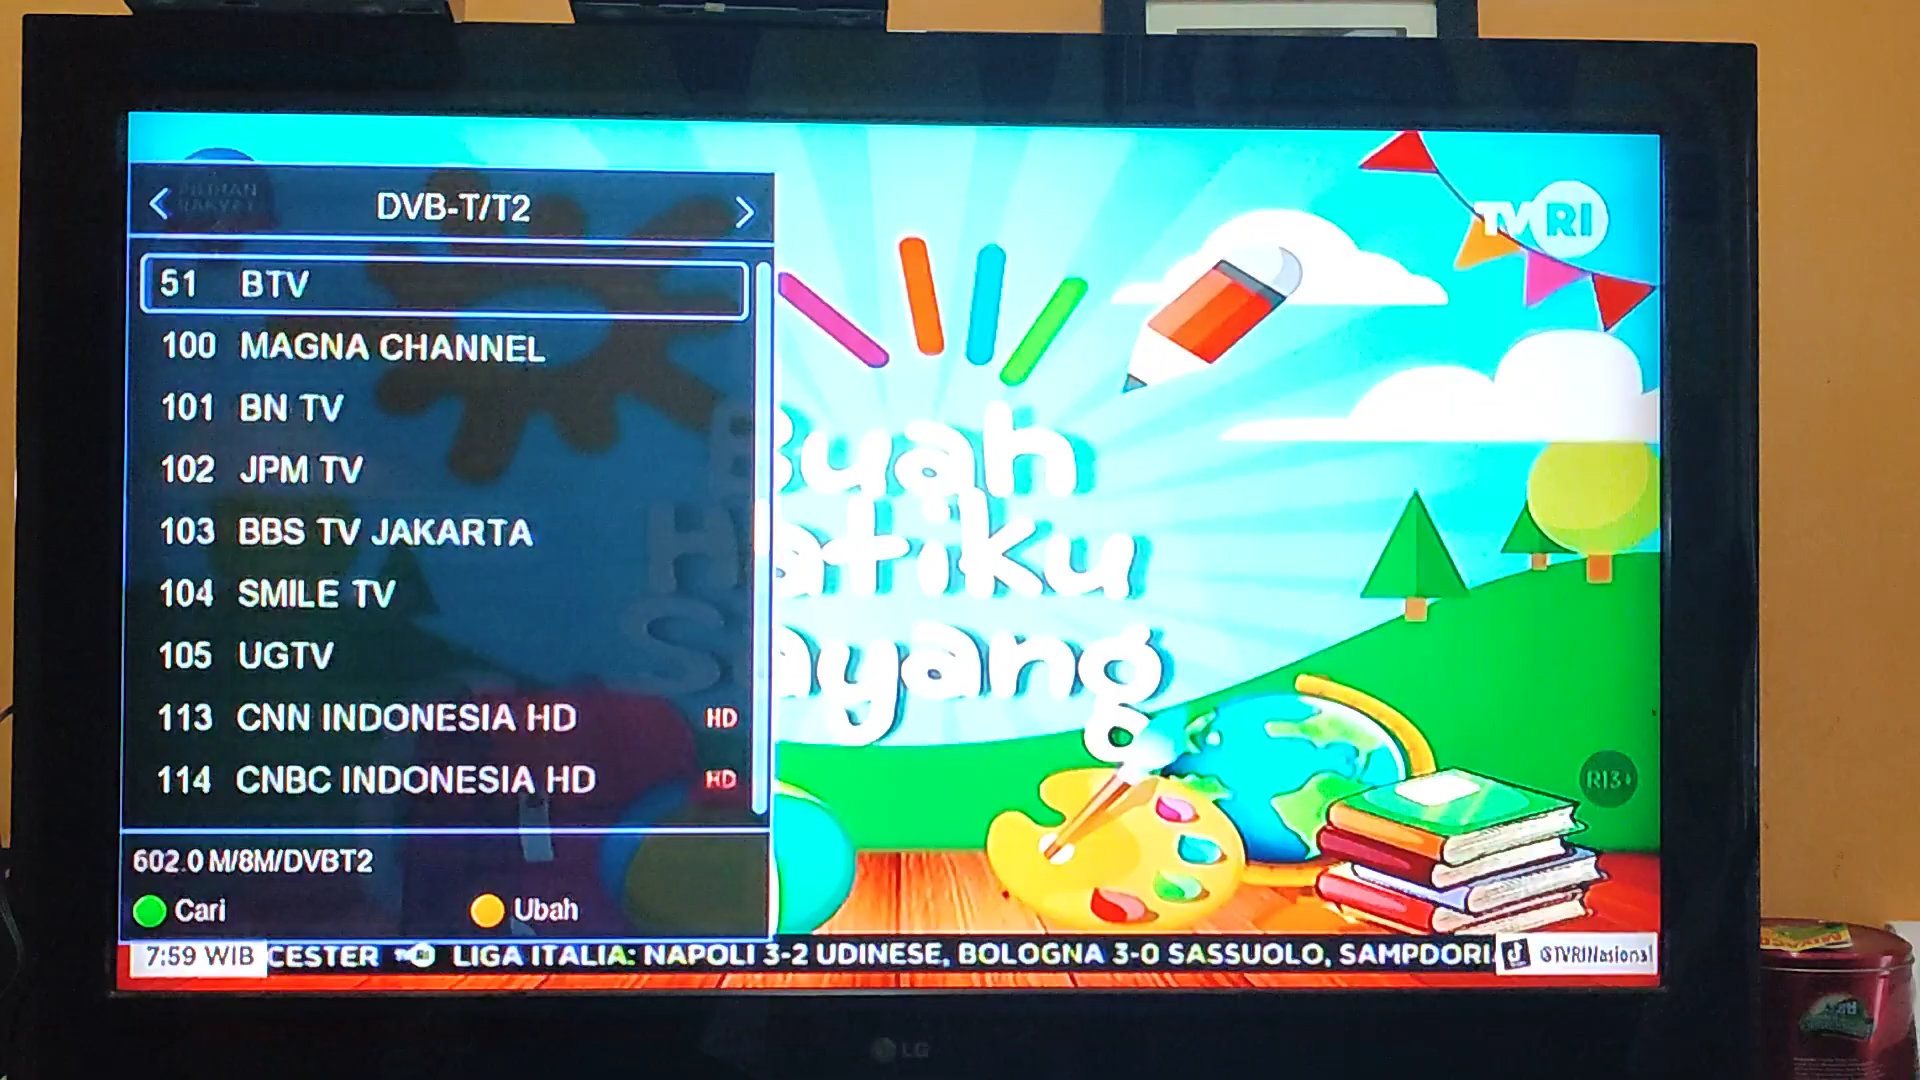 DVB-T/T2
51 BTV
100 MAGNA CHANNEL
101 BN TV
102 JPM TV
103 BBS TV JAKARTA
104 SMILE TV
105 UGTV
113 CNN INDONESIA HD HD
114 CNBC INDONESIA HD HD
602.0 M/8M/DVBT2
Cari Ubah
TVRI
Buah
Hatiku
Sayang
R13+
7:59 WIB CESTER LIGA ITALIA: NAPOLI 3-2 UDINESE, BOLOGNA 3-0 SASSUOLO, SAMPDORI @TVRINasional
LG